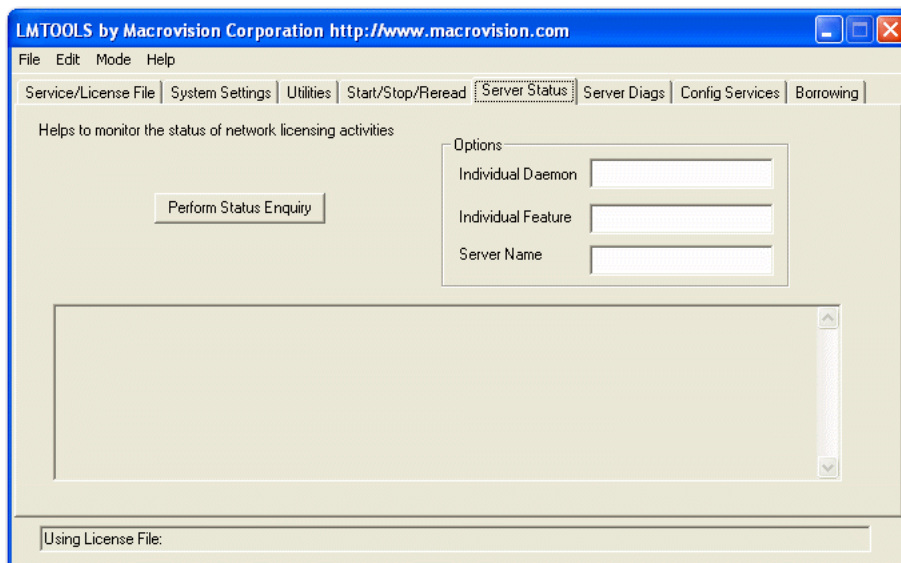 LMTOOLS by Macrovision Corporation http://www.macrovision.com
File Edit Mode Help
Service/License File System Settings Utilities Start/Stop/Reread Server Status Server Diags Config Services Borrowing
Helps to monitor the status of network licensing activities
Options
Individual Daemon
Perform Status Enquiry
Individual Feature
Server Name
Using License File: